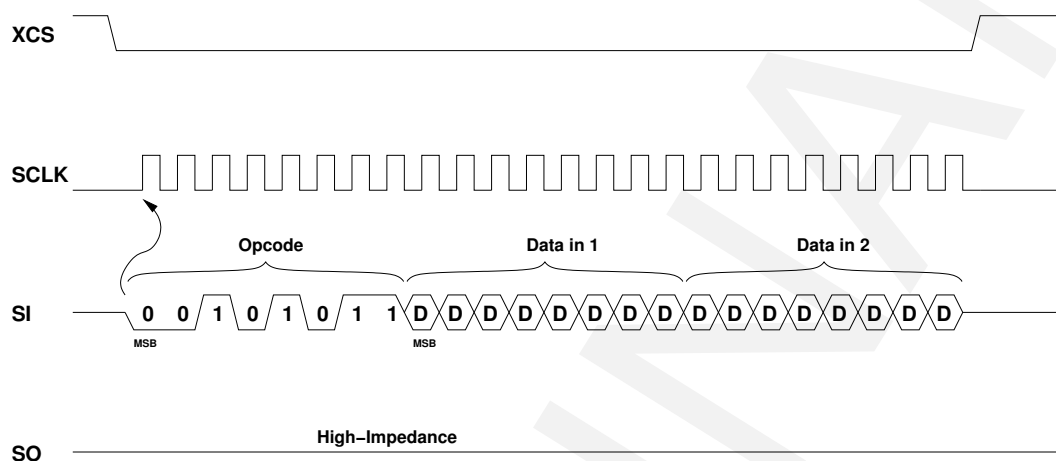 XCS
SCLK
Opcode Data in 1 Data in 2
SI 0 0 1 0 1 0 1 1 D D D D D D D D D D D D D D D D
MSB MSB
High−Impedance
SO